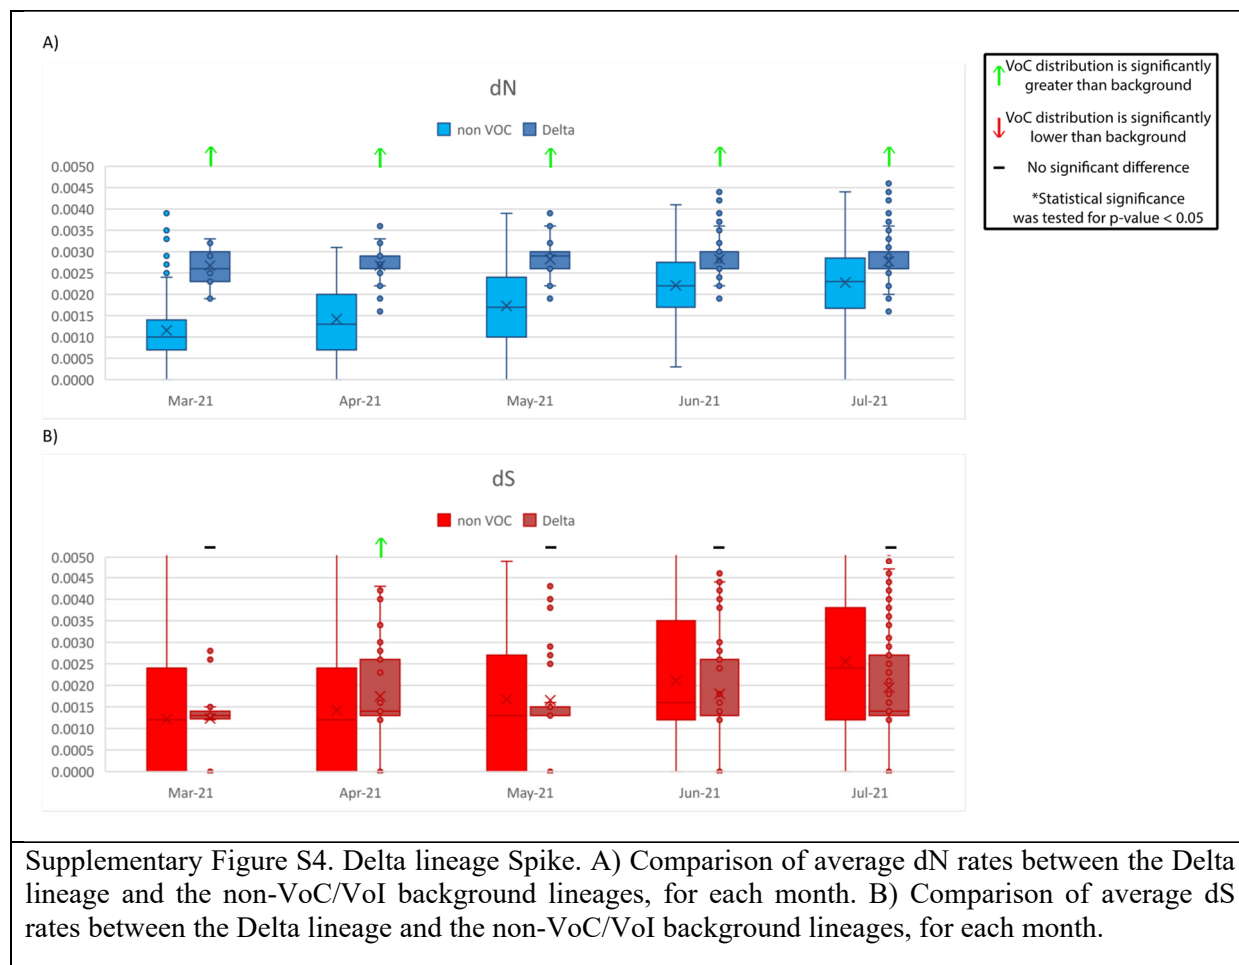 A)
dN
non VOC Delta
0.0050
0.0045
0.0040
0.0035
0.0030
0.0025
0.0020
0.0015
0.0010
0.0005
0.0000
Mar-21 Apr-21 May-21 Jun-21 Jul-21
VoC distribution is significantly
greater than background
VoC distribution is significantly
lower than background
No significant difference
*Statistical significance
was tested for p-value < 0.05
B)
dS
non VOC Delta
0.0050
0.0045
0.0040
0.0035
0.0030
0.0025
0.0020
0.0015
0.0010
0.0005
0.0000
Mar-21 Apr-21 May-21 Jun-21 Jul-21
Supplementary Figure S4. Delta lineage Spike. A) Comparison of average dN rates between the Delta
lineage and the non-VoC/VoI background lineages, for each month. B) Comparison of average dS
rates between the Delta lineage and the non-VoC/VoI background lineages, for each month.